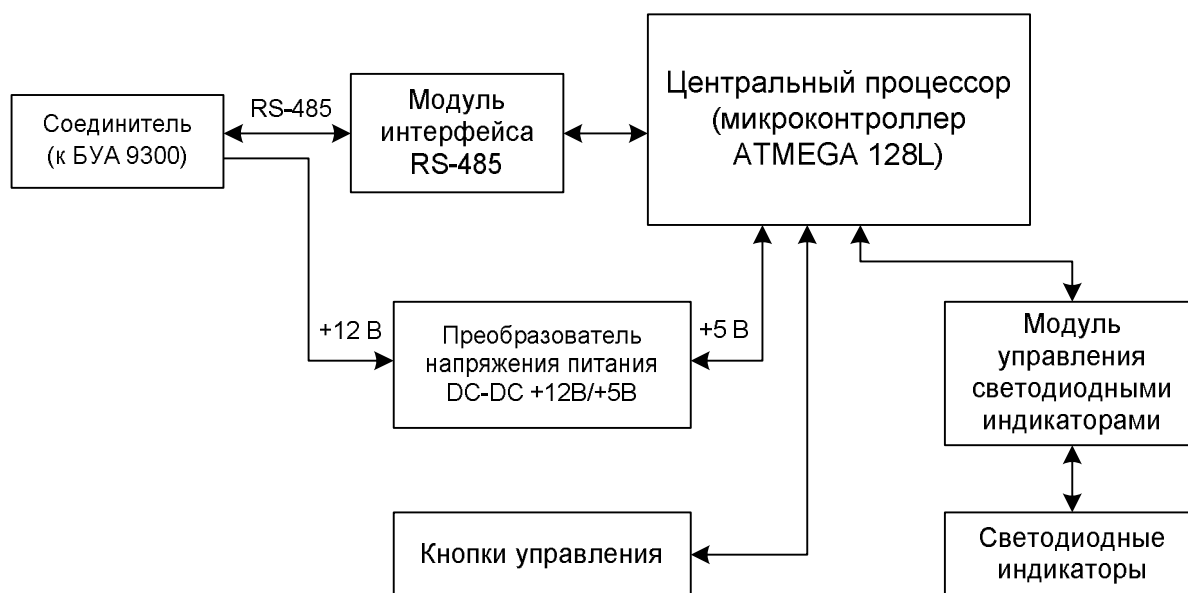 Соединитель
(к БУА 9300)
RS-485
Модуль
интерфейса
RS-485
Центральный процессор
(микроконтроллер
ATMEGA 128L)
+12 В
Преобразователь
напряжения питания
DC-DC +12В/+5В
+5 В
Модуль
управления
светодиодными
индикаторами
Кнопки управления
Светодиодные
индикаторы